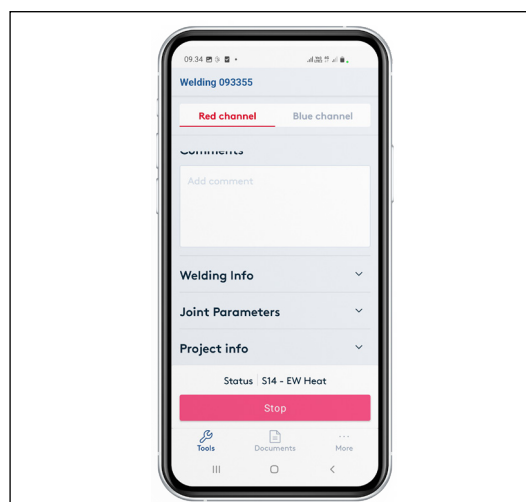 09.34
Welding 093355
Red channel Blue channel
Comments
Add comment
Welding Info
Joint Parameters
Project info
Status S14 - EW Heat
Stop
Tools Documents More